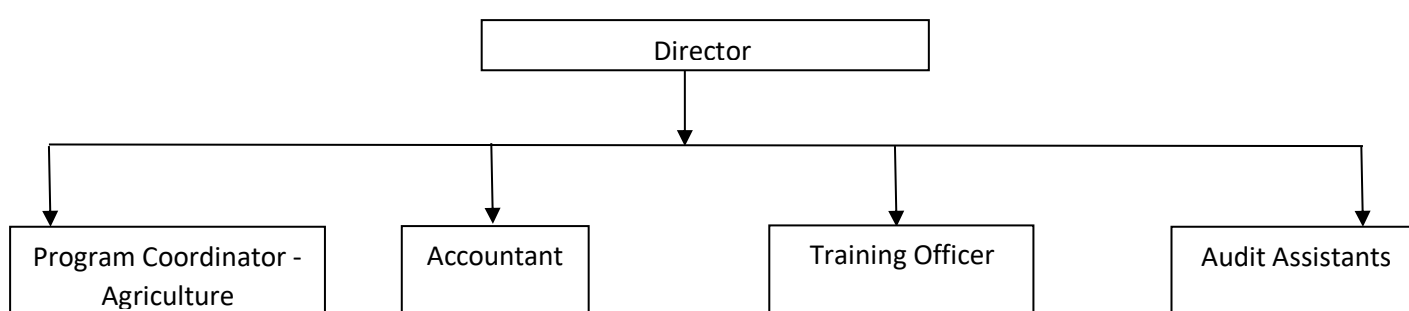 Director
Program Coordinator -
Agriculture
Accountant
Training Officer
Audit Assistants